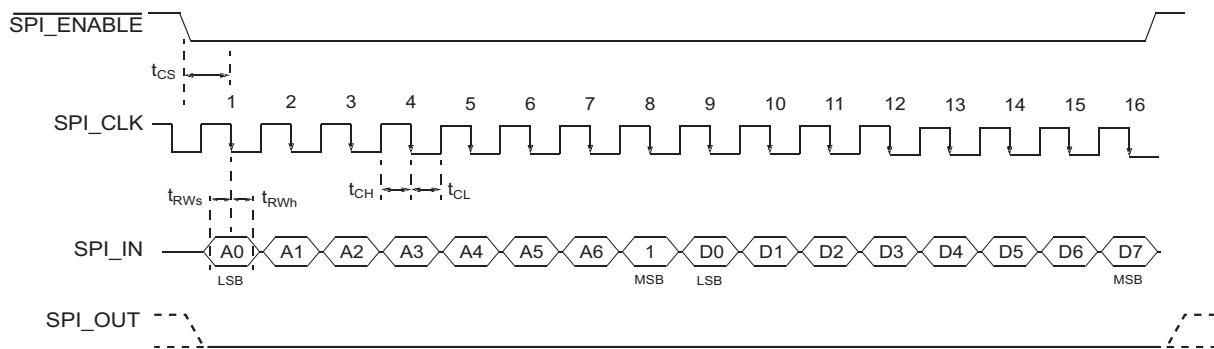 SPI_ENABLE
tCS
1 2 3 4 5 6 7 8 9 10 11 12 13 14 15 16
SPI_CLK
tRWs tRWh tCH tCL
SPI_IN A0 A1 A2 A3 A4 A5 A6 1 D0 D1 D2 D3 D4 D5 D6 D7
LSB MSB LSB MSB
SPI_OUT